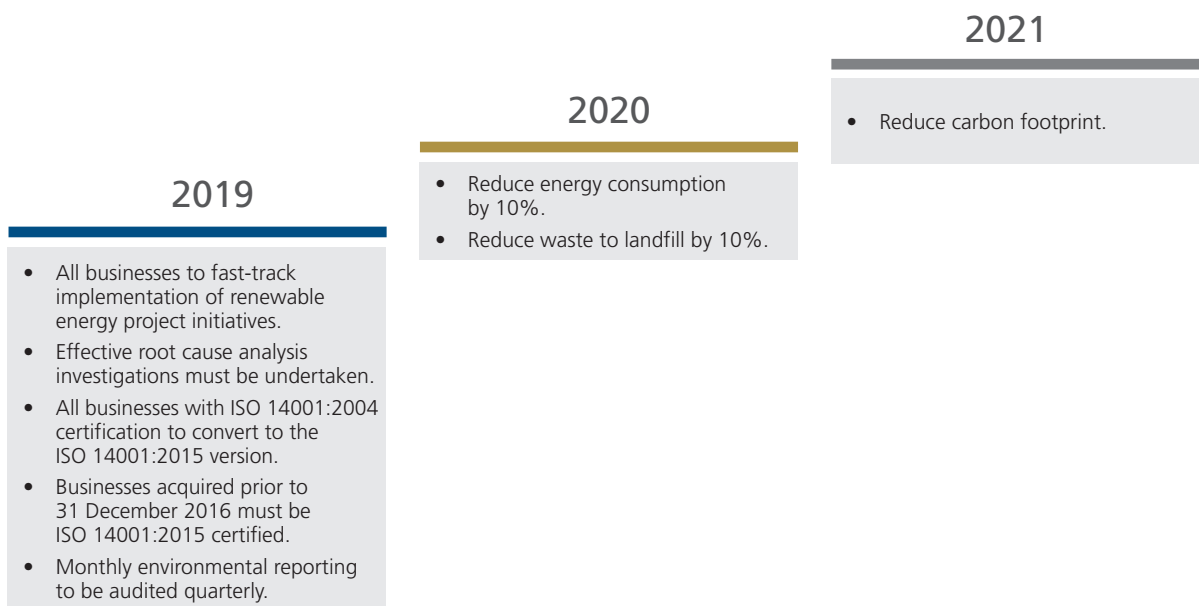 2019
• All businesses to fast-track
implementation of renewable
energy project initiatives.
• Effective root cause analysis
investigations must be undertaken.
• All businesses with ISO 14001:2004
certification to convert to the
ISO 14001:2015 version.
• Businesses acquired prior to
31 December 2016 must be
ISO 14001:2015 certified.
• Monthly environmental reporting
to be audited quarterly.
2020
• Reduce energy consumption
by 10%.
• Reduce waste to landfill by 10%.
2021
• Reduce carbon footprint.